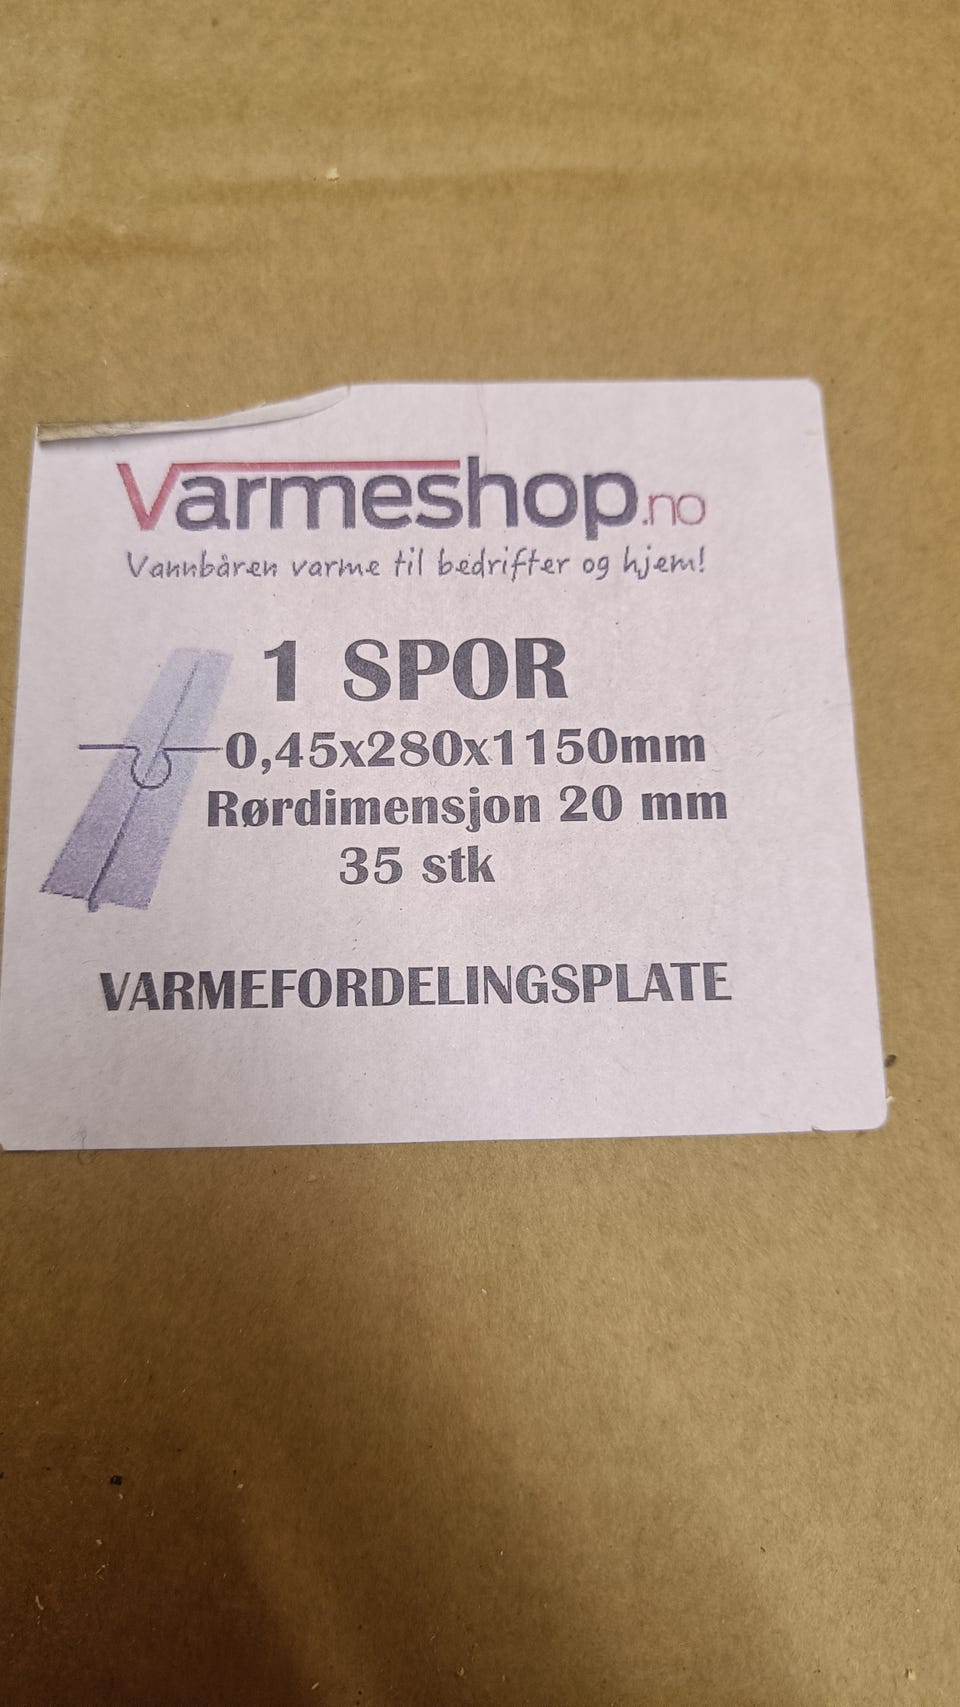 Varmeshop.no
Vannbåren varme til bedrifter og hjem!
1 SPOR
0,45x280x1150mm
Rørdimensjon 20 mm
35 stk
VARMEFORDELINGSPLATE